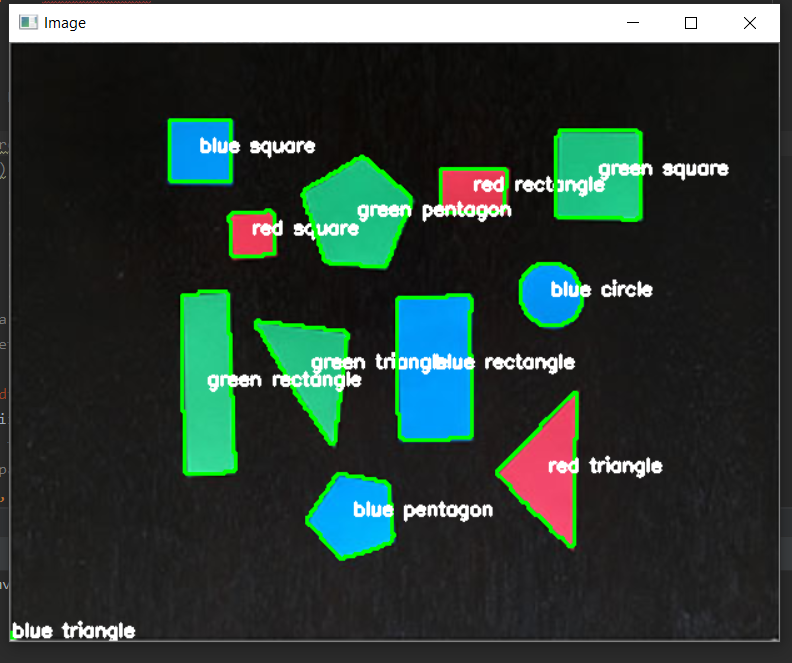 Image
blue square
green square
red rectangle
green pentagon
red square
blue circle
green triangle
blue rectangle
green rectangle
red triangle
blue pentagon
blue triangle